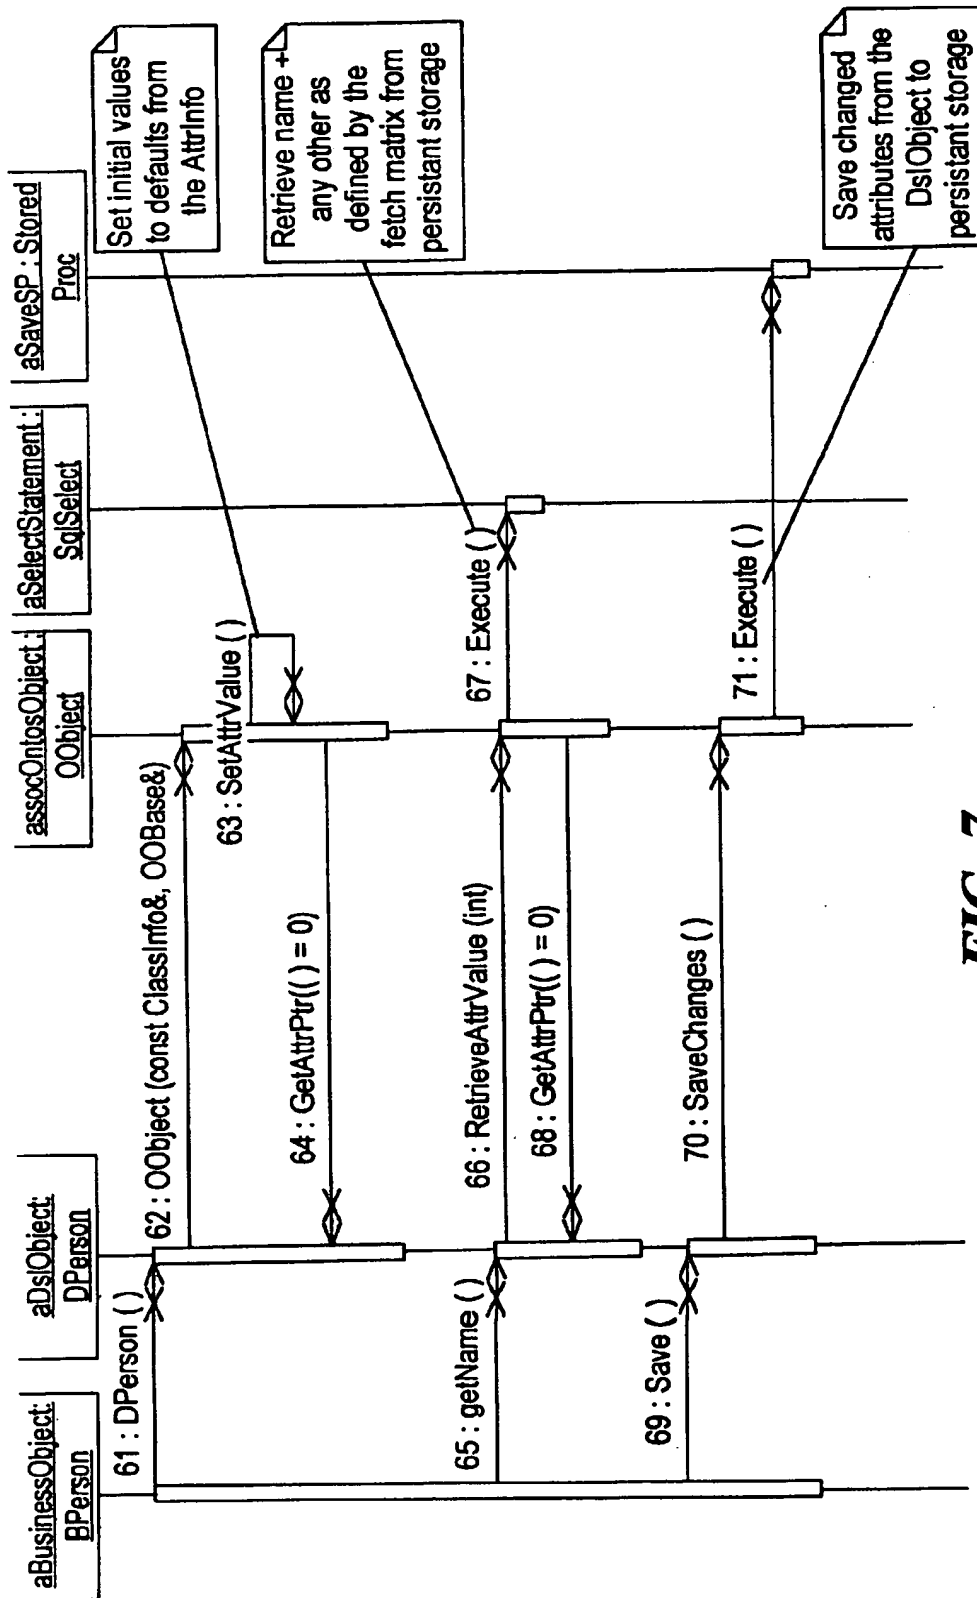 aBusinessObject:
BPerson
aDslObject:
DPerson
assocOntosObject:
OObject
aSelectStatement:
SqlSelect
aSaveSP : Stored
Proc
61 : DPerson ( )
62 : OObject (const ClassInfo&, OOBase&)
63 : SetAttrValue ( )
Set initial values
to defaults from
the AttrInfo
64 : GetAttrPtr(( ) = 0)
65 : getName ( )
66 : RetrieveAttrValue (int)
67 : Execute ( )
Retrieve name +
any other as
defined by the
fetch matrix from
persistant storage
68 : GetAttrPtr(( ) = 0)
69 : Save ( )
70 : SaveChanges ( )
71 : Execute ( )
Save changed
attributes from the
DslObject to
persistant storage
FIG. 7